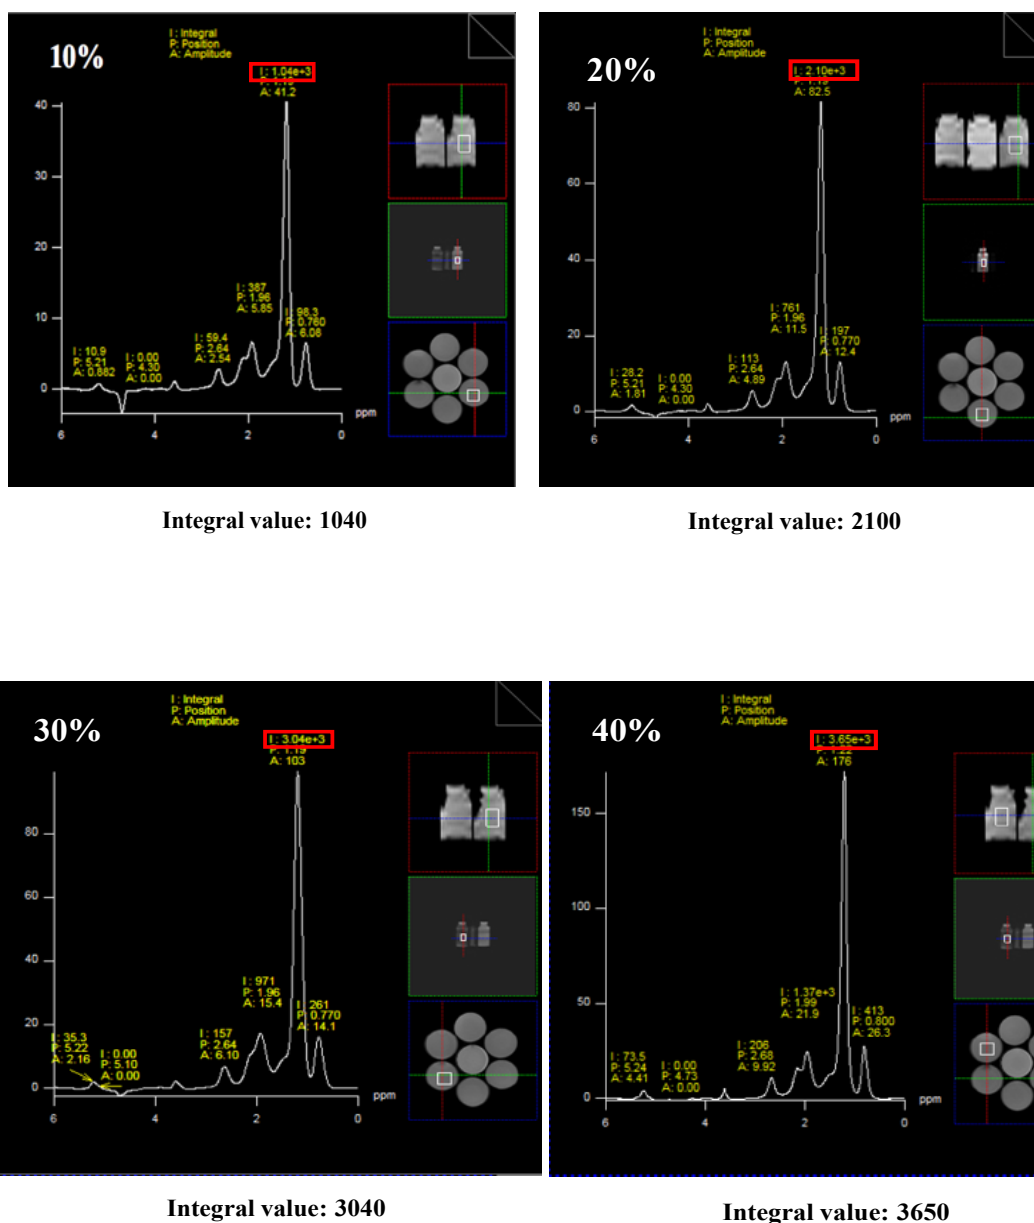 I : Integral
P: Position
A: Amplitude
10%
I : 1.04e+3
A: 41.2
40
30
20
10
0
I : 387
P: 1.96
A: 5.85
I : 98.3
P: 0.760
A: 6.08
I : 59.4
P: 2.64
A: 2.54
I : 10.9
P: 5.21
A: 0.882
I : 0.00
P: 4.30
A: 0.00
ppm
6 4 2 0
Integral value: 1040
I : Integral
P: Position
A: Amplitude
20%
I : 2.10e+3
A: 82.5
80
60
40
20
0
I : 761
P: 1.96
A: 11.5
I : 197
P: 0.770
A: 12.4
I : 113
P: 2.64
A: 4.89
I : 28.2
P: 5.21
A: 1.81
I : 0.00
P: 4.30
A: 0.00
ppm
6 4 2 0
Integral value: 2100
I : Integral
P: Position
A: Amplitude
30%
I : 3.04e+3
P: 1.19
A: 103
80
60
40
20
0
I : 971
P: 1.96
A: 15.4
I : 261
P: 0.770
A: 14.1
I : 157
P: 2.64
A: 6.10
I : 35.3
P: 5.22
A: 2.16
I : 0.00
P: 5.10
A: 0.00
ppm
6 4 2 0
Integral value: 3040
I : Integral
P: Position
A: Amplitude
40%
I : 3.65e+3
P: 1.22
A: 176
150
100
50
0
I : 1.37e+3
P: 1.99
A: 21.9
I : 413
P: 0.800
A: 26.3
I : 206
P: 2.68
A: 9.92
I : 73.5
P: 5.24
A: 4.41
I : 0.00
P: 4.73
A: 0.00
ppm
6 4 2 0
Integral value: 3650